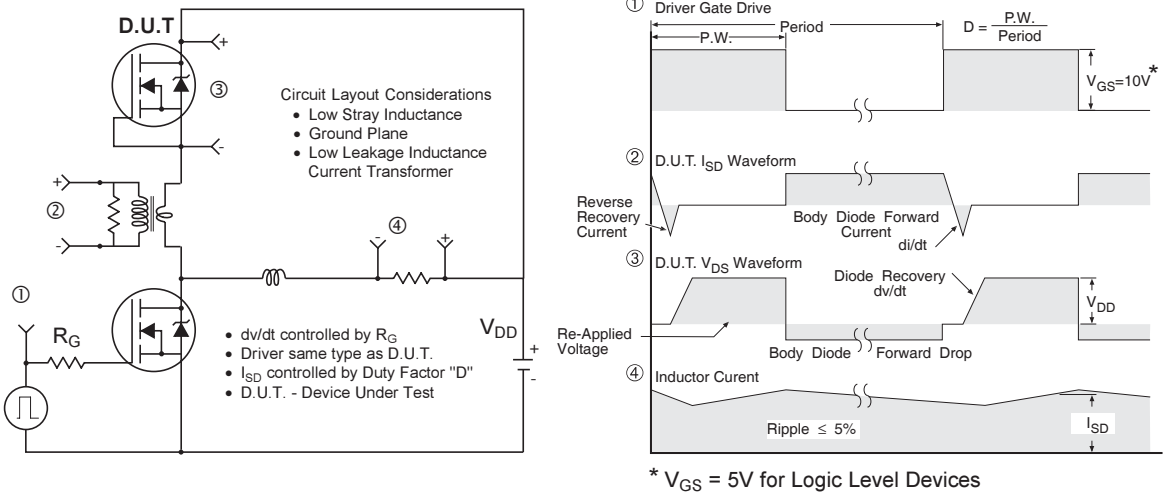 D.U.T
+
③
-
Circuit Layout Considerations
• Low Stray Inductance
• Ground Plane
• Low Leakage Inductance
Current Transformer
+
②
-
-
④
+
①
R_G
• dv/dt controlled by R_G
• Driver same type as D.U.T.
• I_SD controlled by Duty Factor "D"
• D.U.T. - Device Under Test
V_DD
+
-
① Driver Gate Drive
Period
P.W.
D = P.W. / Period
V_GS=10V *
② D.U.T. I_SD Waveform
Reverse
Recovery
Current
Body Diode Forward
Current
di/dt
③ D.U.T. V_DS Waveform
Diode Recovery
dv/dt
V_DD
Re-Applied
Voltage
Body Diode Forward Drop
④ Inductor Curent
Ripple ≤ 5%
I_SD
* V_GS = 5V for Logic Level Devices